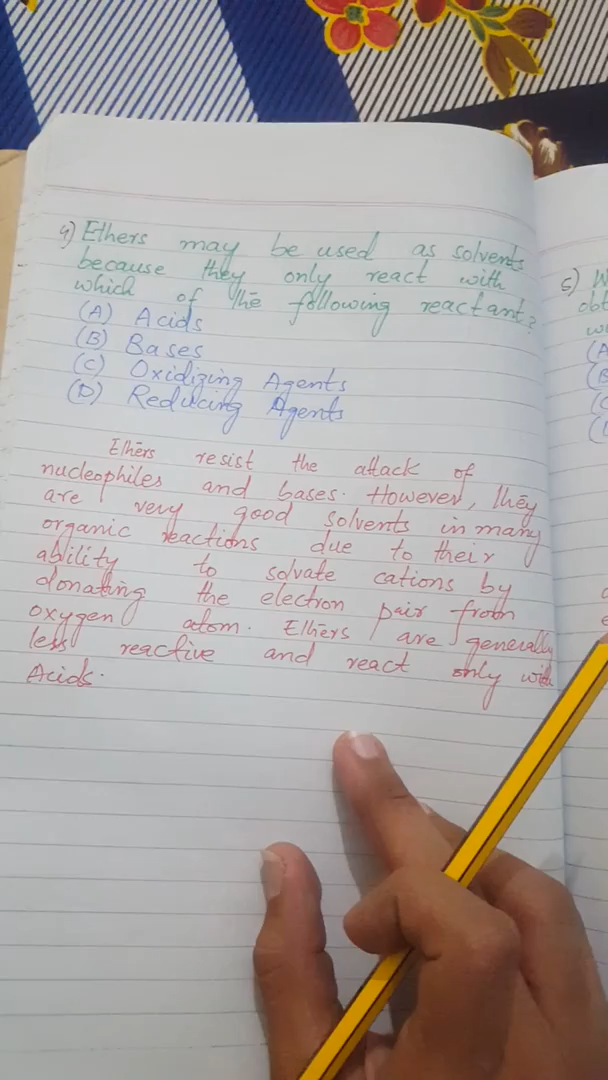 4) Ethers may be used as solvents
because they only react with
which of the following reactant?
(A) Acids
(B) Bases
(C) Oxidizing Agents
(D) Reducing Agents
Ethers resist the attack of
nucleophiles and bases. However, they
are very good solvents in many
organic reactions due to their
ability to solvate cations by
donating the electron pair from
oxygen atom. Ethers are generally
less reactive and react only with
Acids.
5) W
obt
wi
(A
(B
(C
(